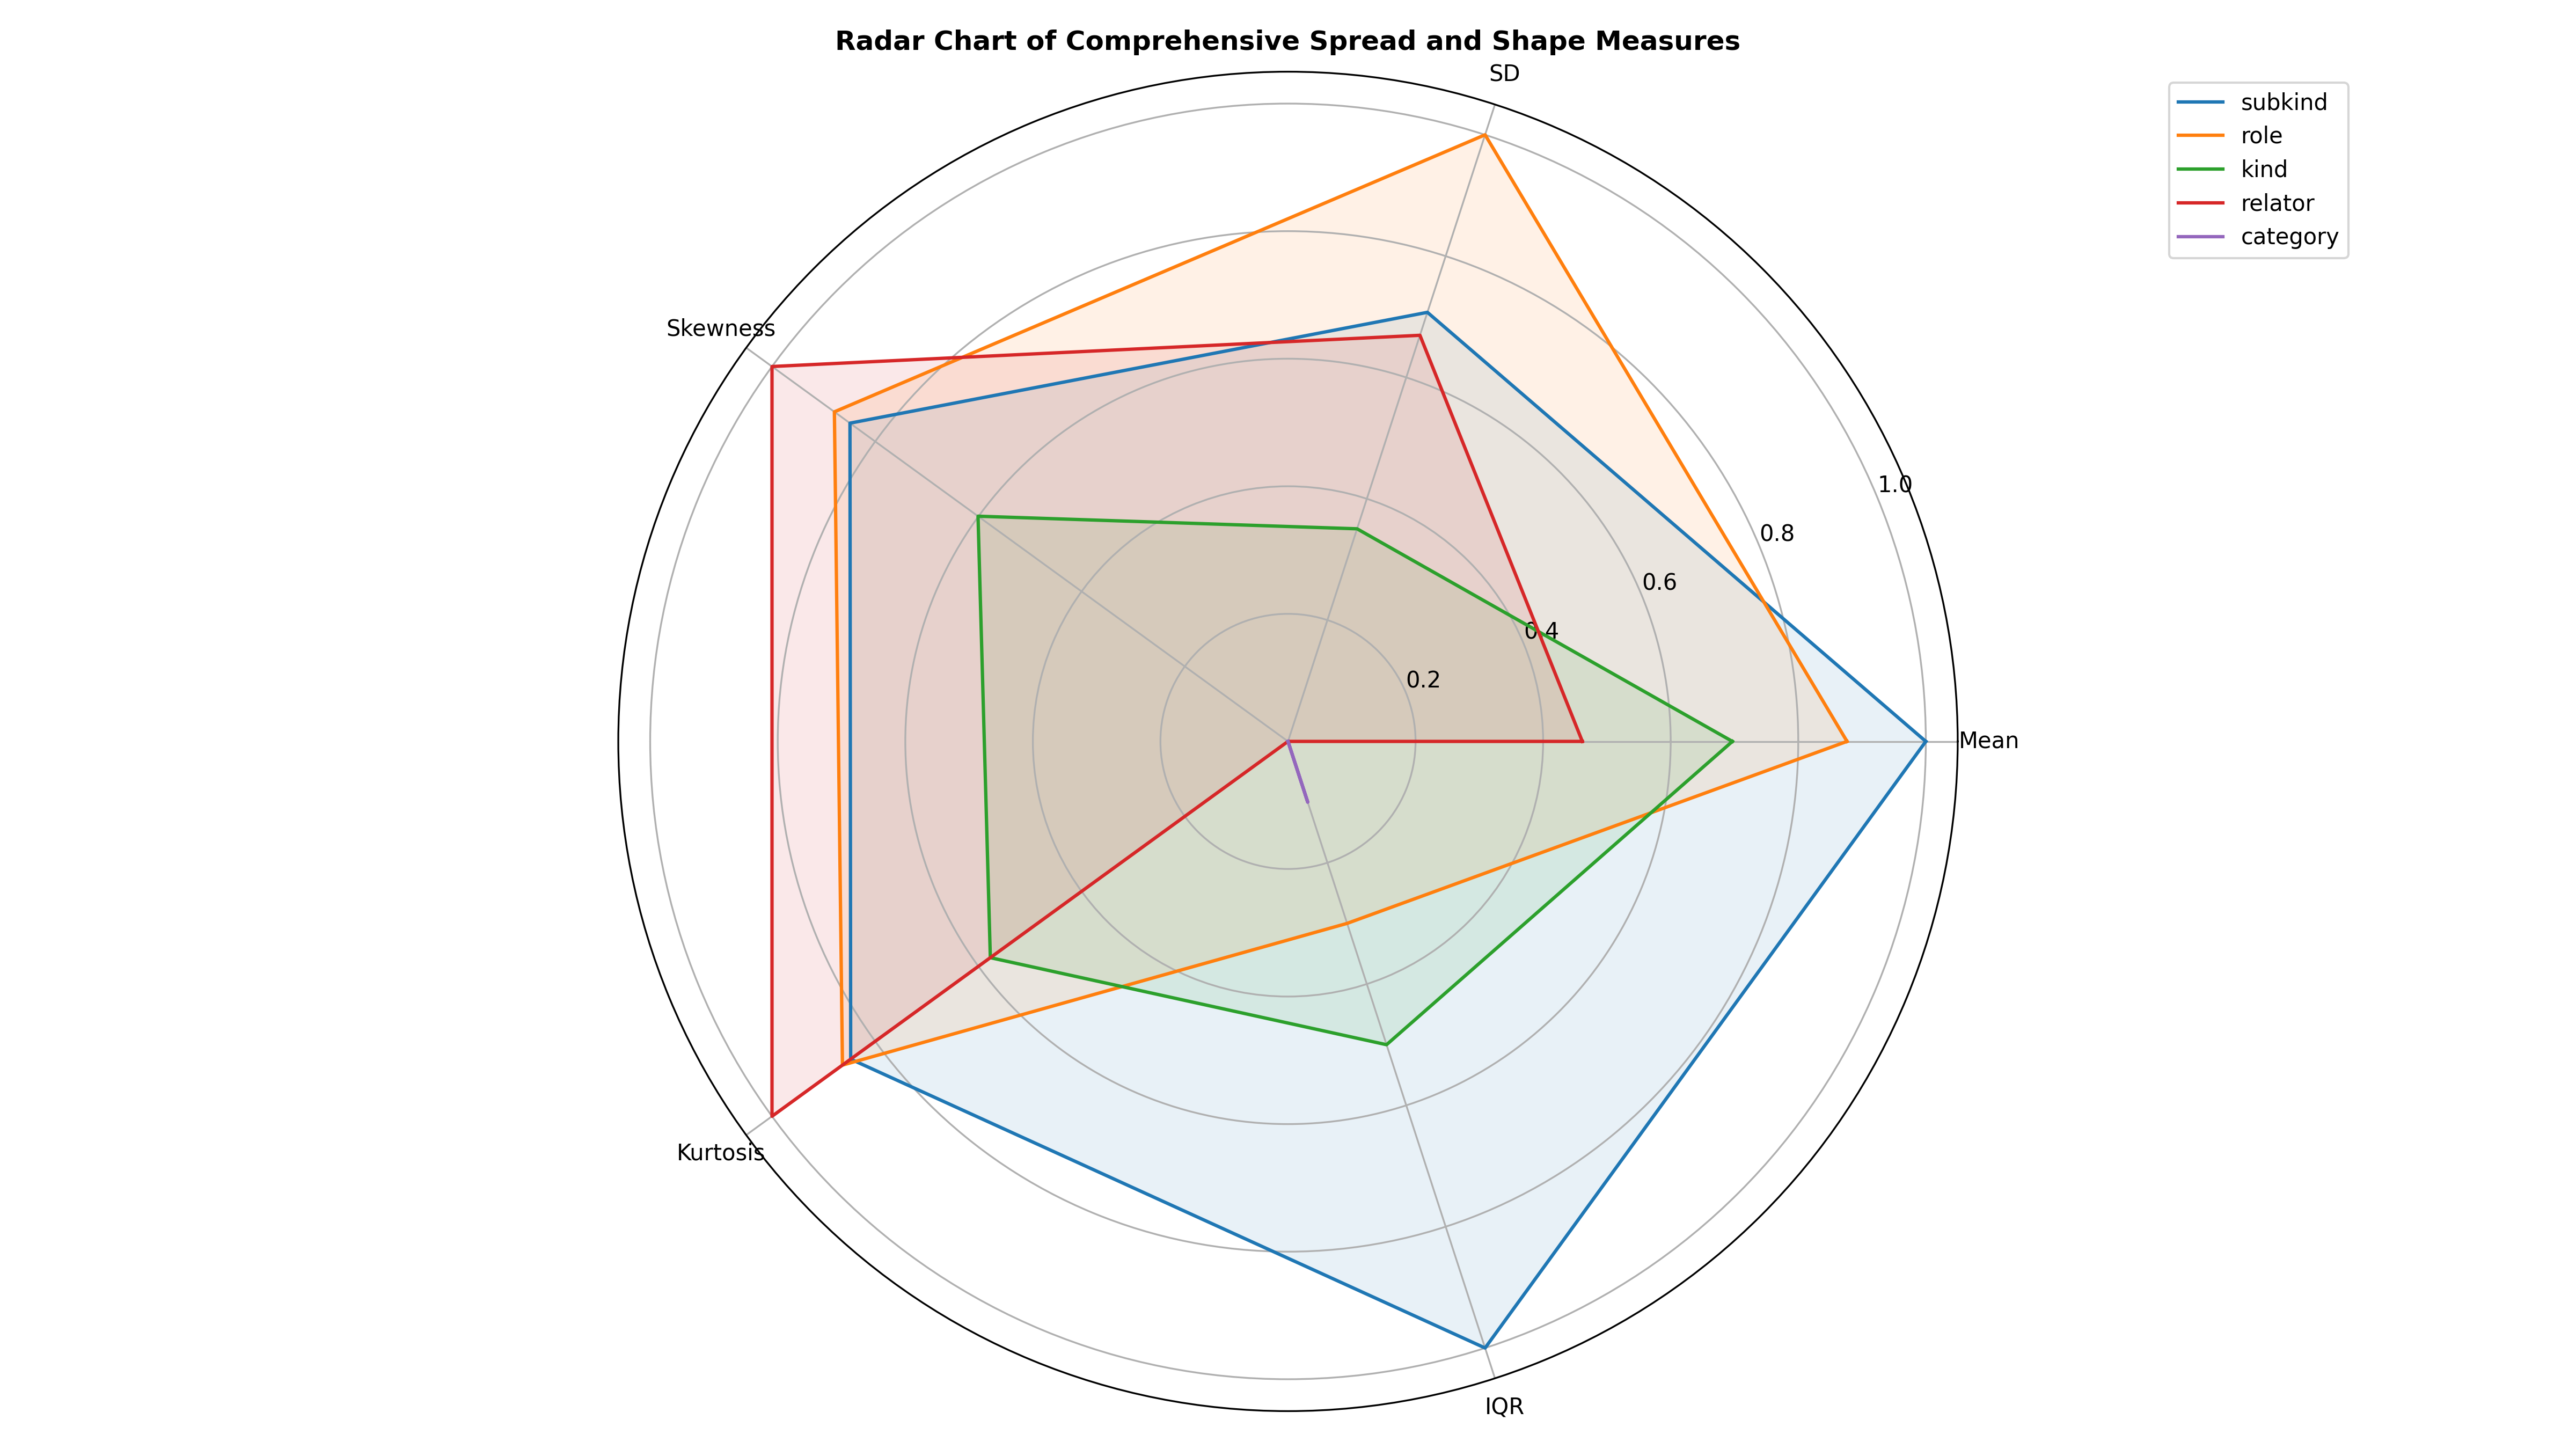 Radar Chart of Comprehensive Spread and Shape Measures
SD
subkind
role
kind
relator
category
Skewness
1.0
0.8
0.6
0.4
0.2
Mean
Kurtosis
IQR